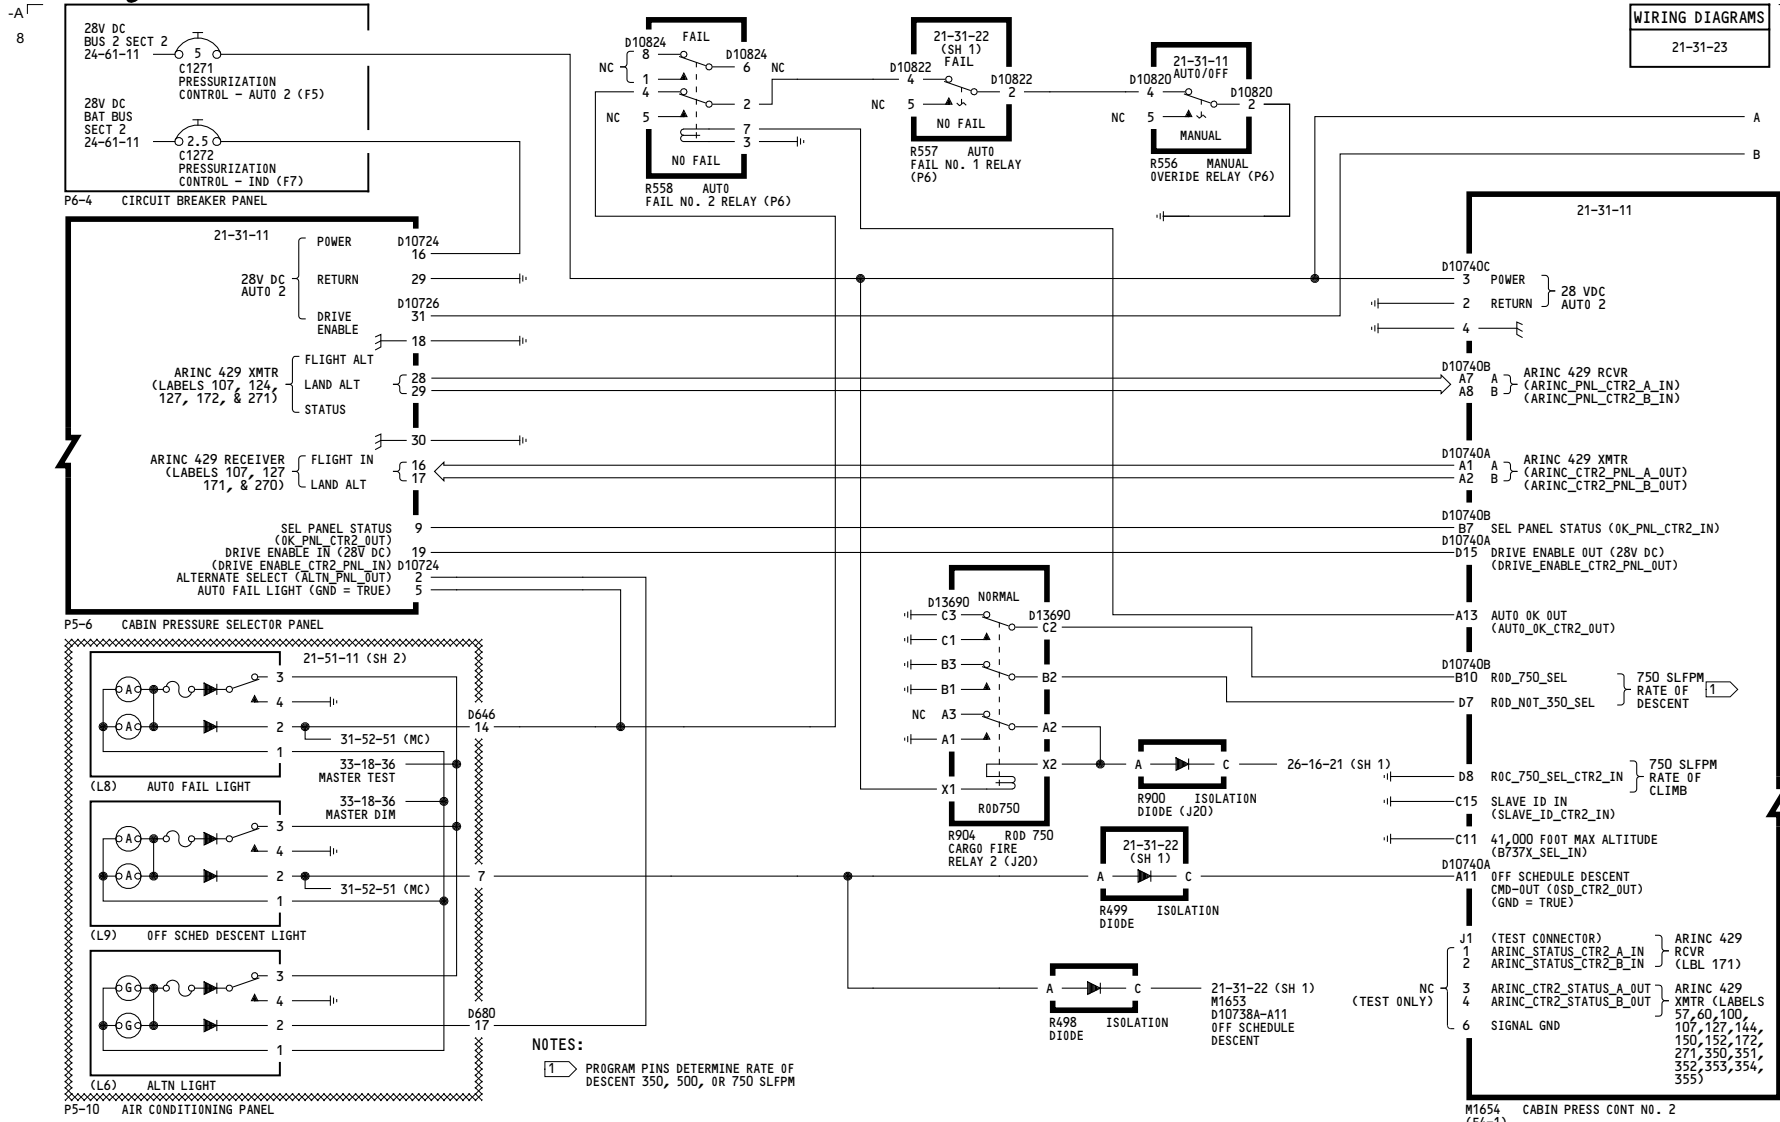 -A
8
WIRING DIAGRAMS
21-31-23
28V DC
BUS 2 SECT 2
24-61-11
5
C1271
PRESSURIZATION
CONTROL - AUTO 2 (F5)
28V DC
BAT BUS
SECT 2
24-61-11
2.5
C1272
PRESSURIZATION
CONTROL - IND (F7)
P6-4 CIRCUIT BREAKER PANEL
FAIL
D10824
8
D10824
6 NC
NC
1
4
2
NC 5
7
3
NO FAIL
R558 AUTO
FAIL NO. 2 RELAY (P6)
21-31-22
(SH 1)
FAIL
D10822
4
D10822
2
NC 5
NO FAIL
R557 AUTO
FAIL NO. 1 RELAY
(P6)
21-31-11
AUTO/OFF
D10820
4
D10820
2
NC 5
MANUAL
R556 MANUAL
OVERIDE RELAY (P6)
A
B
21-31-11
POWER
D10724
16
28V DC
AUTO 2
RETURN
29
D10726
DRIVE
ENABLE
31
18
FLIGHT ALT
ARINC 429 XMTR
(LABELS 107, 124,
127, 172, & 271)
LAND ALT
28
29
STATUS
30
ARINC 429 RECEIVER
(LABELS 107, 127
171, & 270)
FLIGHT IN
LAND ALT
16
17
SEL PANEL STATUS 9
(OK_PNL_CTR2_OUT)
DRIVE ENABLE IN (28V DC) 19
(DRIVE ENABLE_CTR2_PNL_IN) D10724
ALTERNATE SELECT (ALTN_PNL_OUT) 2
AUTO FAIL LIGHT (GND = TRUE) 5
P5-6 CABIN PRESSURE SELECTOR PANEL
21-51-11 (SH 2)
A
A
3
4
2
1
31-52-51 (MC)
D646
14
33-18-36
MASTER TEST
(L8) AUTO FAIL LIGHT
33-18-36
MASTER DIM
A
A
3
4
2
1
31-52-51 (MC)
7
(L9) OFF SCHED DESCENT LIGHT
G
G
3
4
2
1
D680
17
(L6) ALTN LIGHT
P5-10 AIR CONDITIONING PANEL
NOTES:
1 PROGRAM PINS DETERMINE RATE OF
DESCENT 350, 500, OR 750 SLFPM
NORMAL
D13690
C3
D13690
C2
C1
B3
B2
B1
NC A3
A2
A1
X2
X1
ROD750
R904 ROD 750
CARGO FIRE
RELAY 2 (J20)
A C 26-16-21 (SH 1)
R900 ISOLATION
DIODE (J20)
21-31-22
(SH 1)
A C
R499 ISOLATION
DIODE
A C
R498 ISOLATION
DIODE
21-31-22 (SH 1)
M1653
D10738A-A11
OFF SCHEDULE
DESCENT
21-31-11
D10740C
3 POWER
2 RETURN
28 VDC
AUTO 2
4
D10740B
A7 A
A8 B
ARINC 429 RCVR
(ARINC_PNL_CTR2_A_IN)
(ARINC_PNL_CTR2_B_IN)
D10740A
A1 A
A2 B
ARINC 429 XMTR
(ARINC_CTR2_PNL_A_OUT)
(ARINC_CTR2_PNL_B_OUT)
D10740B
B7 SEL PANEL STATUS (OK_PNL_CTR2_IN)
D10740A
D15 DRIVE ENABLE OUT (28V DC)
(DRIVE_ENABLE_CTR2_PNL_OUT)
A13 AUTO OK OUT
(AUTO_OK_CTR2_OUT)
D10740B
B10 ROD_750_SEL
D7 ROD_NOT_350_SEL
750 SLFPM
RATE OF
DESCENT
1
D8 ROC_750_SEL_CTR2_IN
750 SLFPM
RATE OF
CLIMB
C15 SLAVE ID IN
(SLAVE_ID_CTR2_IN)
C11 41,000 FOOT MAX ALTITUDE
(B737X_SEL_IN)
D10740A
A11 OFF SCHEDULE DESCENT
CMD-OUT (OSD_CTR2_OUT)
(GND = TRUE)
J1 (TEST CONNECTOR)
1 ARINC_STATUS_CTR2_A_IN
2 ARINC_STATUS_CTR2_B_IN
ARINC 429
RCVR
(LBL 171)
NC
(TEST ONLY)
3 ARINC_CTR2_STATUS_A_OUT
4 ARINC_CTR2_STATUS_B_OUT
6 SIGNAL GND
ARINC 429
XMTR (LABELS
57,60,100,
107,127,144,
150,152,172,
271,350,351,
352,353,354,
355)
M1654 CABIN PRESS CONT NO. 2